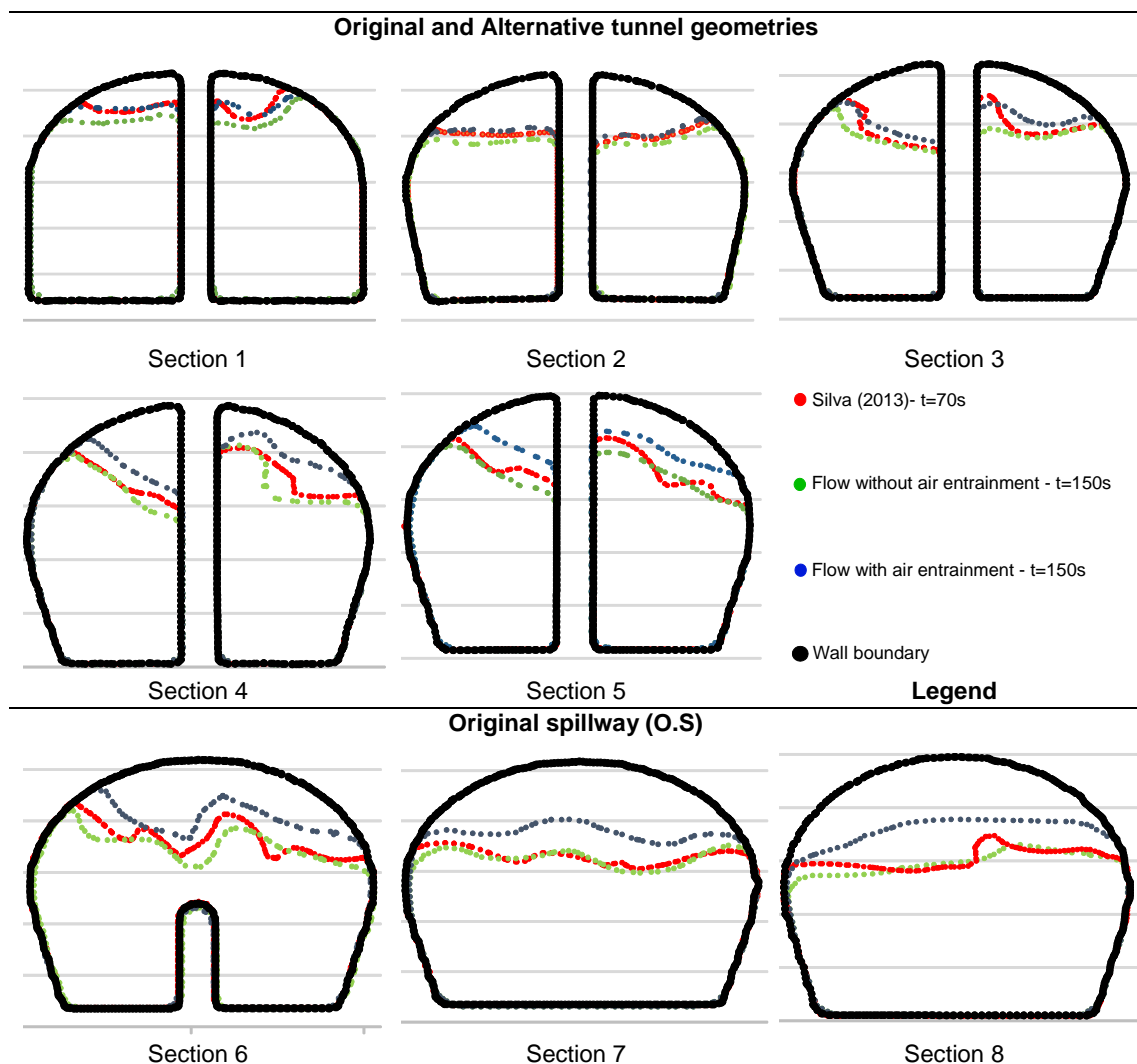 Original and Alternative tunnel geometries
Section 1
Section 2
Section 3
Silva (2013)- t=70s
Flow without air entrainment - t=150s
Flow with air entrainment - t=150s
Wall boundary
Section 4
Section 5
Legend
Original spillway (O.S)
Section 6
Section 7
Section 8